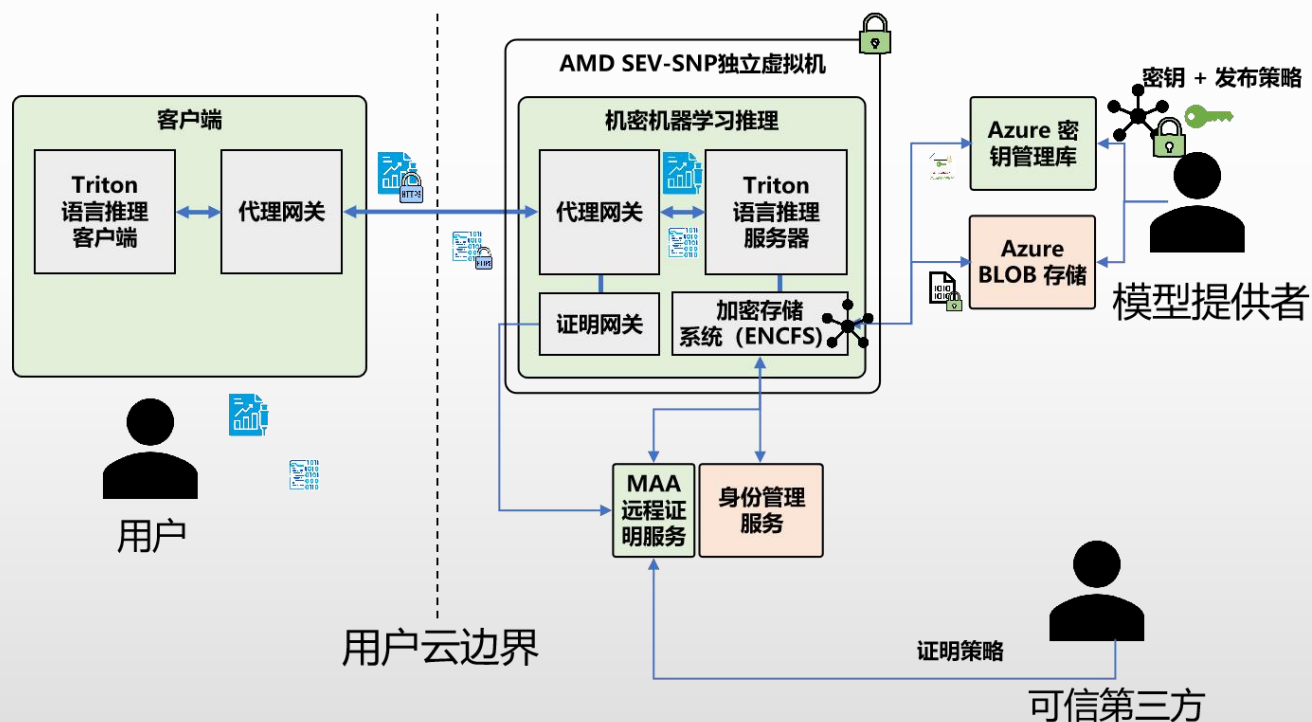 AMD SEV-SNP独立虚拟机
密钥 + 发布策略
客户端
机密机器学习推理
Azure 密
钥管理库
Triton
语言推理
客户端
代理网关
HTTPS
HTTPS
代理网关
Triton
语言推理
服务器
Azure
BLOB 存储
模型提供者
证明网关
加密存储
系统（ENCFS)
MAA
远程证
明服务
身份管理
服务
用户
用户云边界
证明策略
可信第三方